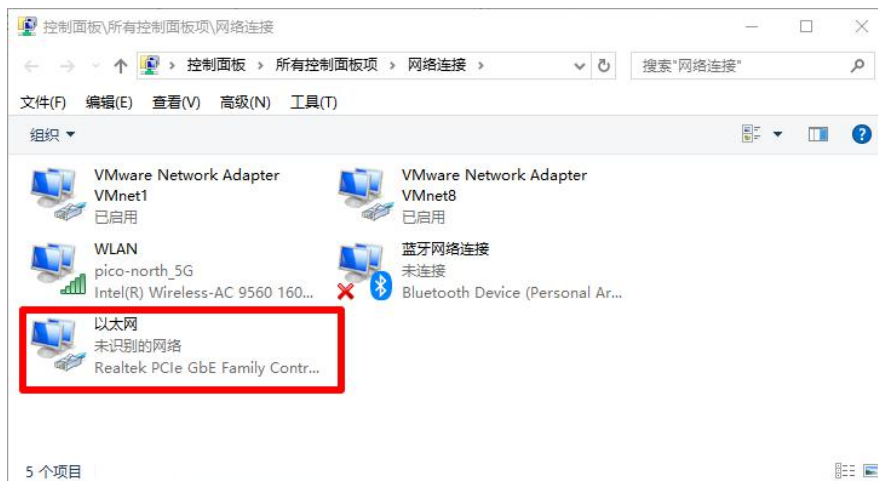 控制面板\所有控制面板项\网络连接
控制面板 › 所有控制面板项 › 网络连接 ›
搜索"网络连接"
文件(F) 编辑(E) 查看(V) 高级(N) 工具(T)
组织
VMware Network Adapter
VMnet1
已启用
VMware Network Adapter
VMnet8
已启用
WLAN
pico-north_5G
Intel(R) Wireless-AC 9560 160...
蓝牙网络连接
未连接
Bluetooth Device (Personal Ar...
以太网
未识别的网络
Realtek PCIe GbE Family Contr...
5 个项目